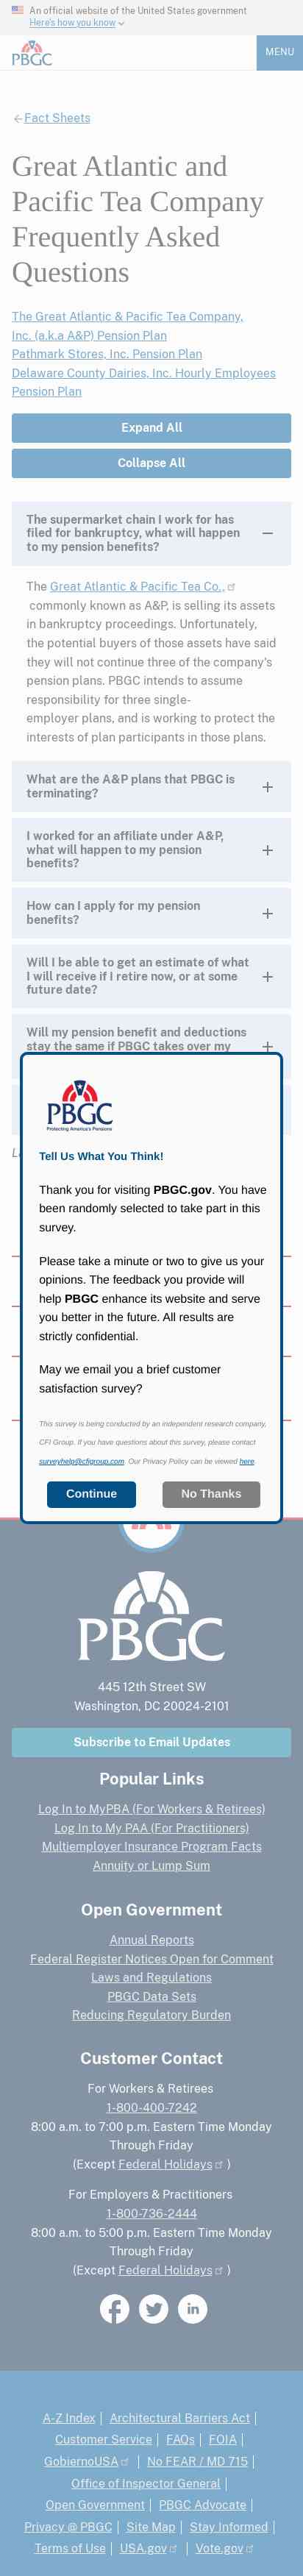 An official website of the United States government
Here's how you know
PBGC
MENU
Fact Sheets
Great Atlantic and
Pacific Tea Company
Frequently Asked
Questions
The Great Atlantic & Pacific Tea Company,
Inc. (a.k.a A&P) Pension Plan
Pathmark Stores, Inc. Pension Plan
Delaware County Dairies, Inc. Hourly Employees
Pension Plan
Expand All
Collapse All
The supermarket chain I work for has
filed for bankruptcy, what will happen
to my pension benefits?
The Great Atlantic & Pacific Tea Co.,
commonly known as A&P, is selling its assets
in bankruptcy proceedings. Unfortunately,
the potential buyers of those assets have said
they will not continue three of the company's
pension plans. PBGC intends to assume
responsibility for three single-
employer plans, and is working to protect the
interests of plan participants in those plans.
What are the A&P plans that PBGC is
terminating?
I worked for an affiliate under A&P,
what will happen to my pension
benefits?
How can I apply for my pension
benefits?
Will I be able to get an estimate of what
I will receive if I retire now, or at some
future date?
Will my pension benefit and deductions
stay the same if PBGC takes over my
PBGC
Protecting America's Pensions
Tell Us What You Think!
Thank you for visiting PBGC.gov. You have
been randomly selected to take part in this
survey.
Please take a minute or two to give us your
opinions. The feedback you provide will
help PBGC enhance its website and serve
you better in the future. All results are
strictly confidential.
May we email you a brief customer
satisfaction survey?
This survey is being conducted by an independent research company,
CFI Group. If you have questions about this survey, please contact
surveyhelp@cfigroup.com. Our Privacy Policy can be viewed here.
Continue
No Thanks
PBGC
445 12th Street SW
Washington, DC 20024-2101
Subscribe to Email Updates
Popular Links
Log In to MyPBA (For Workers & Retirees)
Log In to My PAA (For Practitioners)
Multiemployer Insurance Program Facts
Annuity or Lump Sum
Open Government
Annual Reports
Federal Register Notices Open for Comment
Laws and Regulations
PBGC Data Sets
Reducing Regulatory Burden
Customer Contact
For Workers & Retirees
1-800-400-7242
8:00 a.m. to 7:00 p.m. Eastern Time Monday
Through Friday
(Except Federal Holidays )
For Employers & Practitioners
1-800-736-2444
8:00 a.m. to 5:00 p.m. Eastern Time Monday
Through Friday
(Except Federal Holidays )
A-Z Index | Architectural Barriers Act |
Customer Service | FAQs | FOIA |
GobiernoUSA | No FEAR / MD 715 |
Office of Inspector General |
Open Government | PBGC Advocate |
Privacy @ PBGC | Site Map | Stay Informed |
Terms of Use | USA.gov | Vote.gov